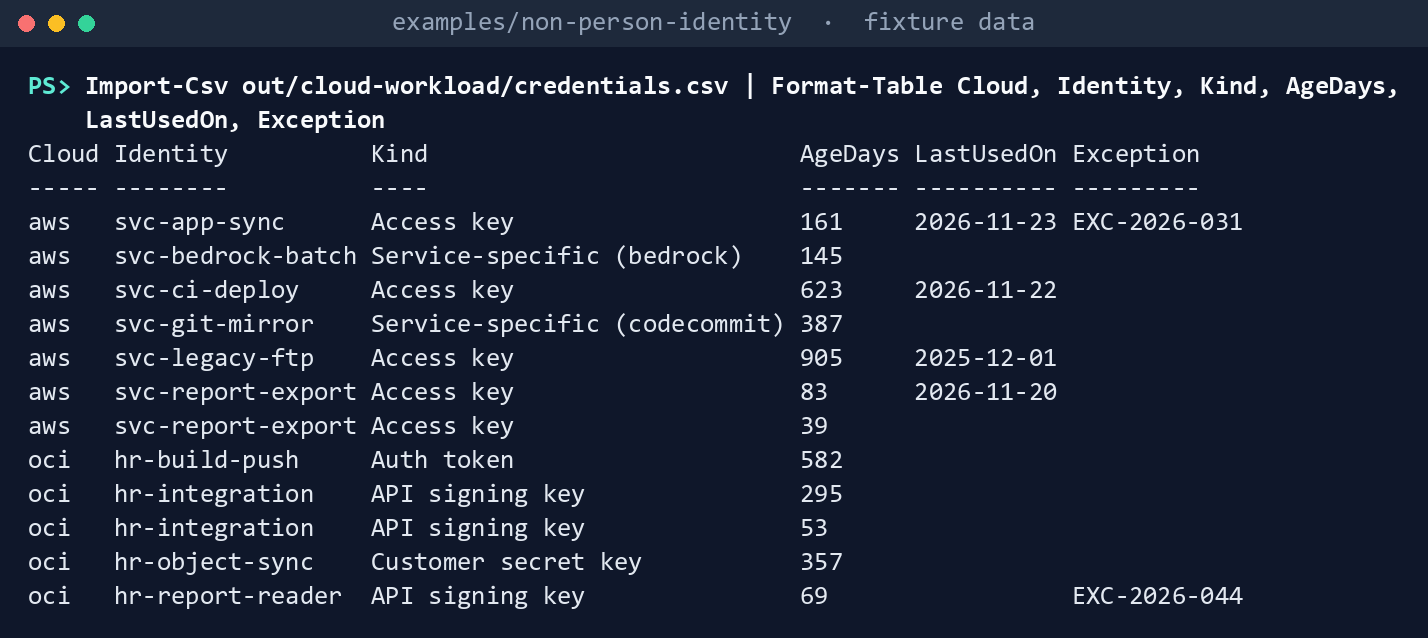 examples/non-person-identity · fixture data
PS> Import-Csv out/cloud-workload/credentials.csv | Format-Table Cloud, Identity, Kind, AgeDays,
    LastUsedOn, Exception
Cloud Identity          Kind                          AgeDays LastUsedOn Exception
----- --------          ----                          ------- ---------- ---------
aws   svc-app-sync      Access key                    161     2026-11-23 EXC-2026-031
aws   svc-bedrock-batch Service-specific (bedrock)    145
aws   svc-ci-deploy     Access key                    623     2026-11-22
aws   svc-git-mirror    Service-specific (codecommit) 387
aws   svc-legacy-ftp    Access key                    905     2025-12-01
aws   svc-report-export Access key                    83      2026-11-20
aws   svc-report-export Access key                    39
oci   hr-build-push     Auth token                    582
oci   hr-integration    API signing key               295
oci   hr-integration    API signing key               53
oci   hr-object-sync    Customer secret key           357
oci   hr-report-reader  API signing key               69                 EXC-2026-044